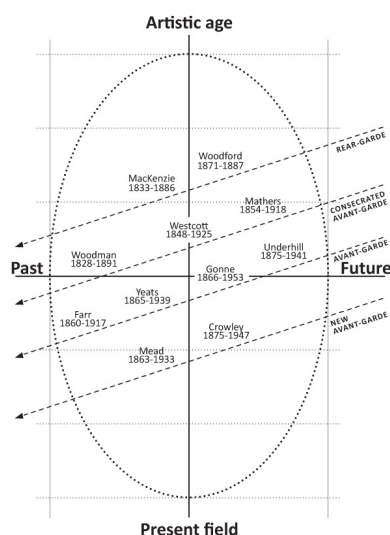 Artistic age
Woodford
1871-1887
REAR-GARDE
MacKenzie
1833-1886
Mathers
1854-1918
CONSECRATED
AVANT-GARDE
Westcott
1848-1925
Underhill
1875-1941
AVANT-GARDE
Woodman
1828-1891
Past
Gonne
1866-1953
Future
Yeats
1865-1939
Farr
1860-1917
Crowley
1875-1947
NEW
AVANT-GARDE
Mead
1863-1933
Present field